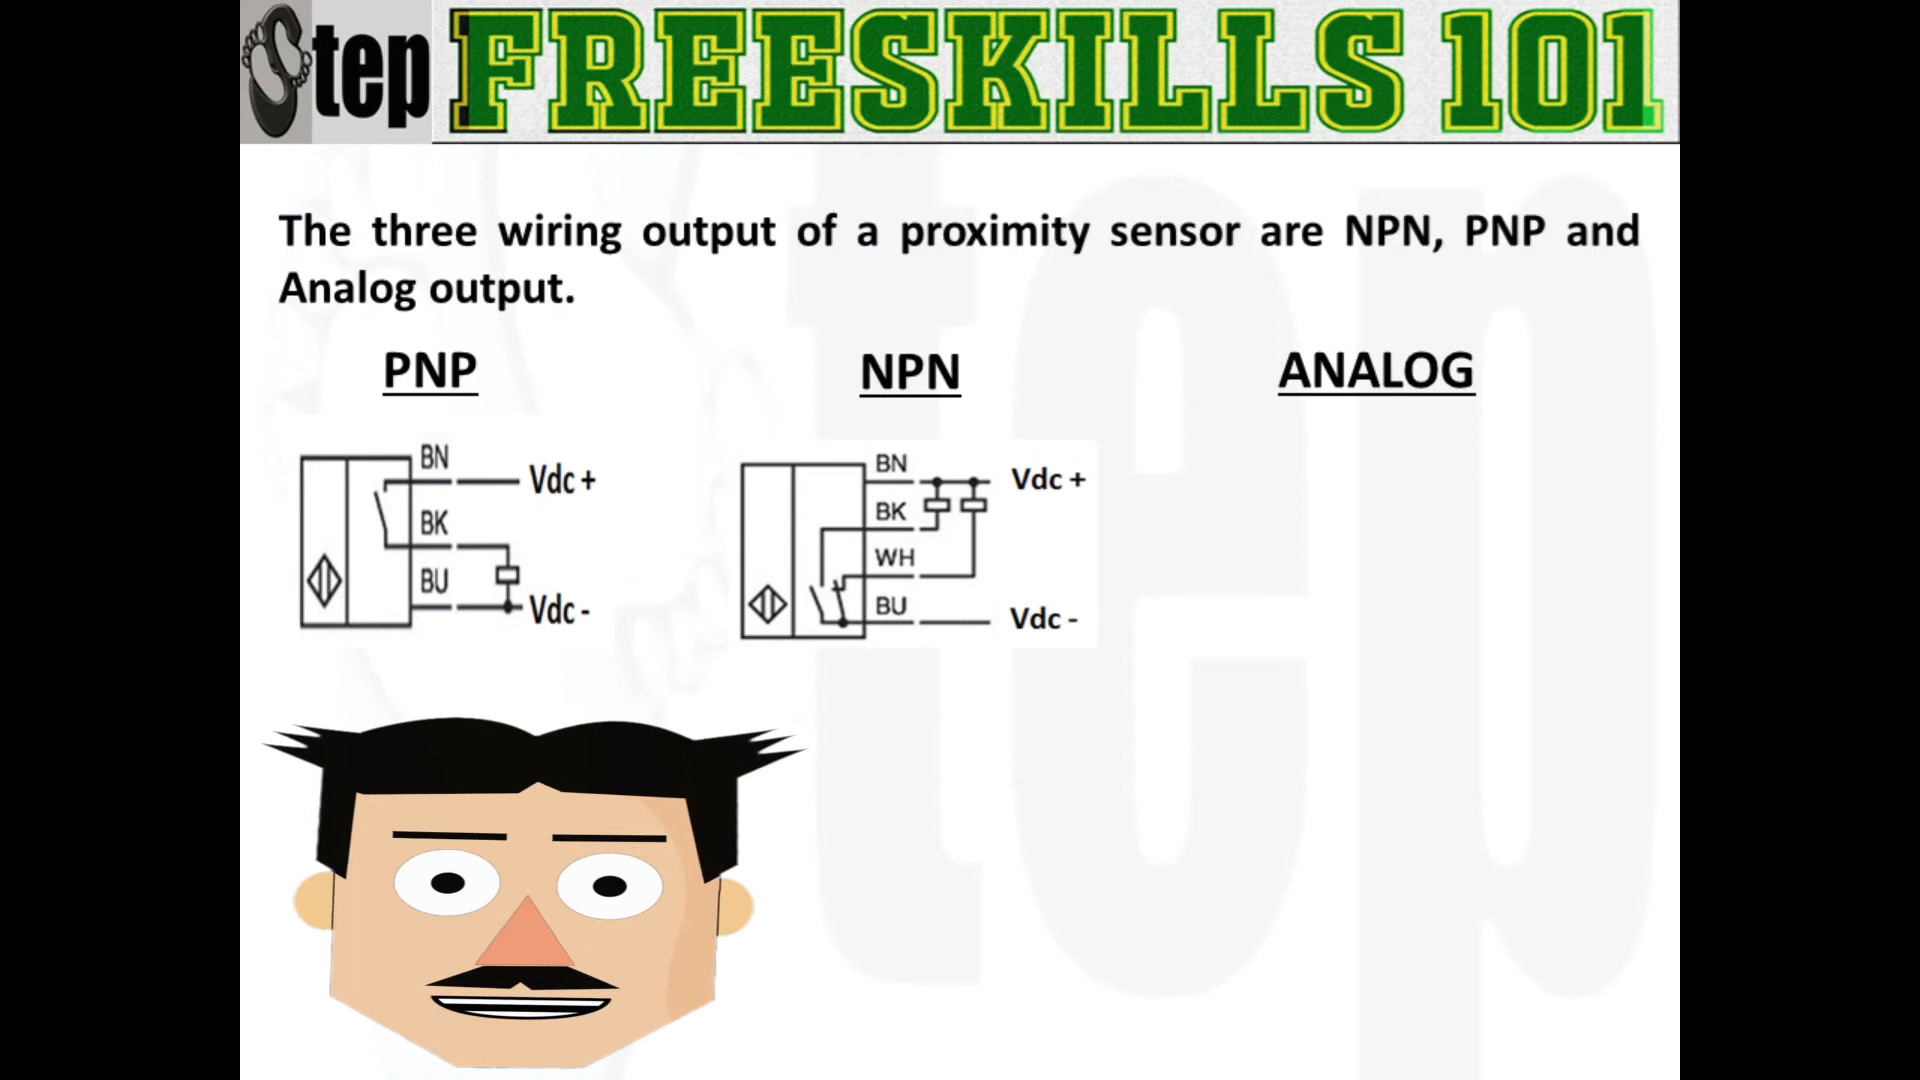 Step FREESKILLS 101
The three wiring output of a proximity sensor are NPN, PNP and
Analog output.
PNP
NPN
ANALOG
BN
Vdc +
BK
BU
Vdc -
BN
Vdc +
BK
WH
BU
Vdc -